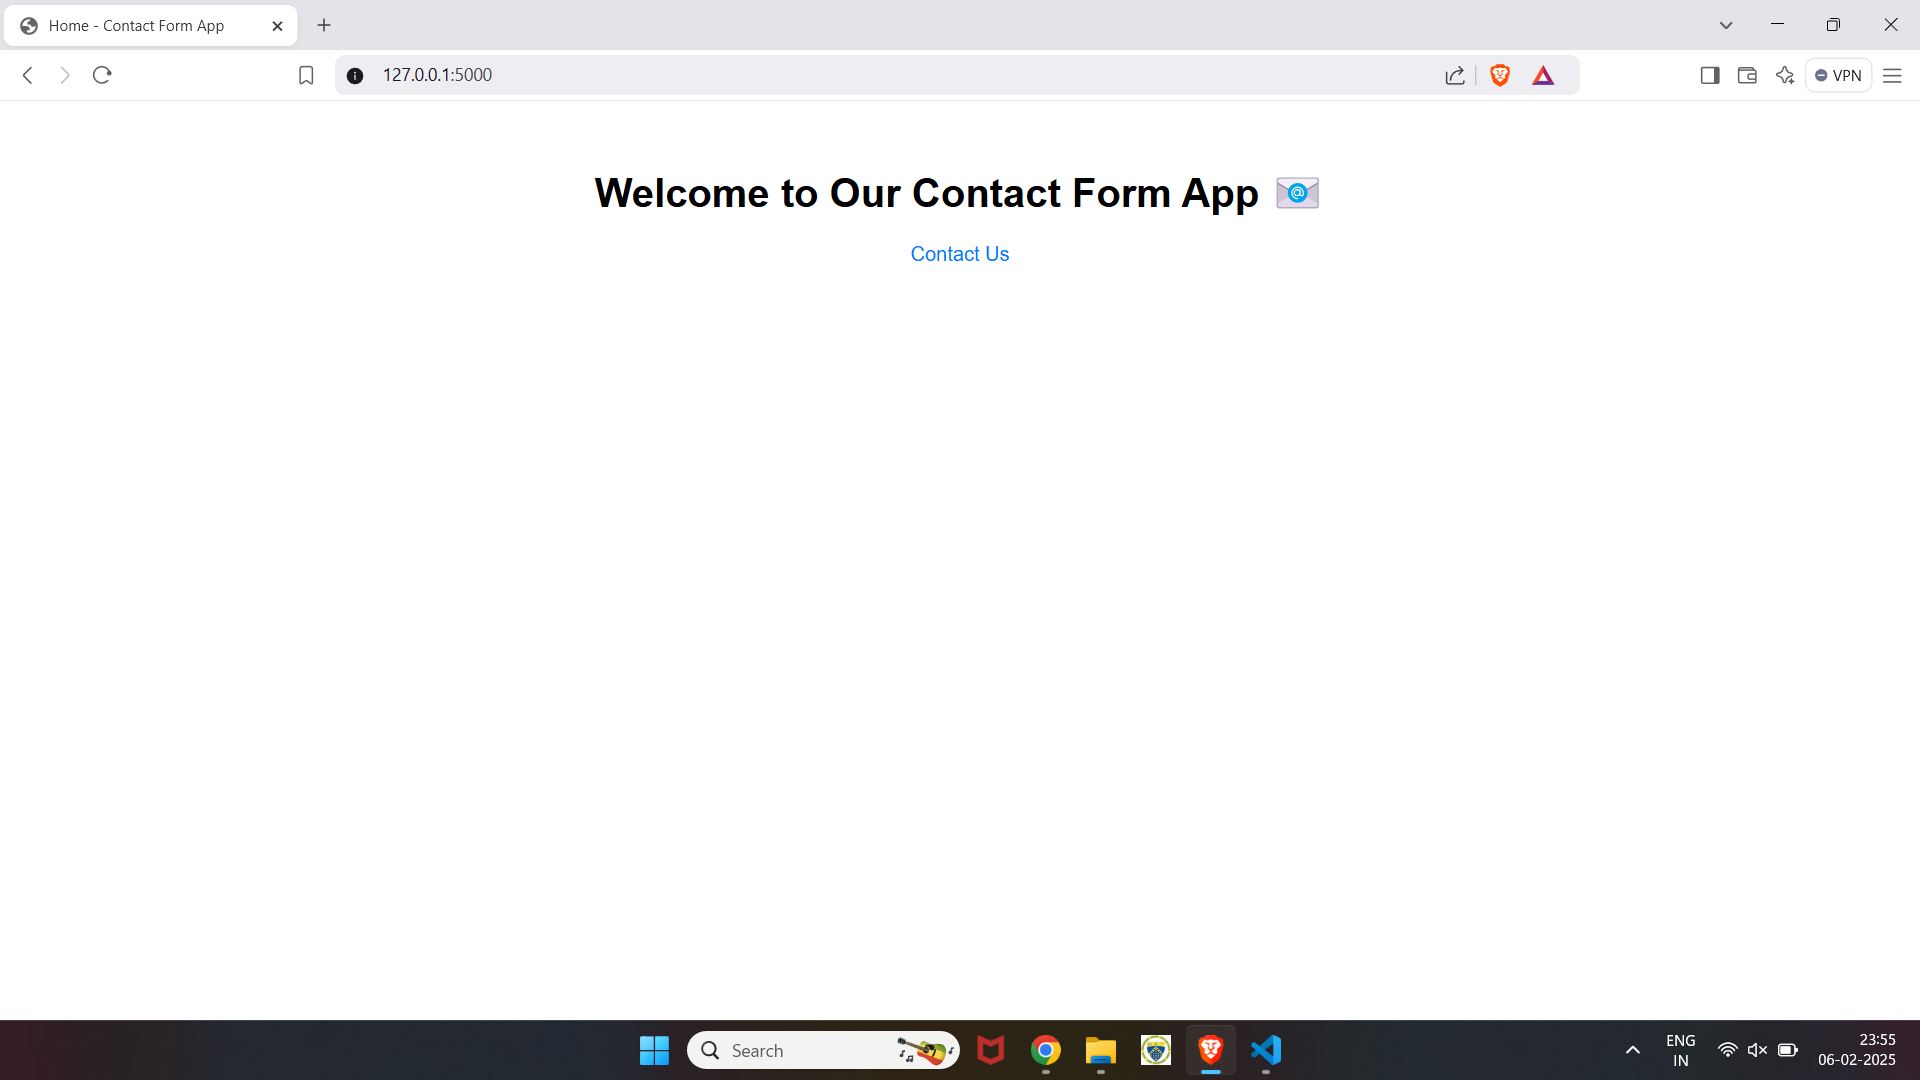 Home - Contact Form App
127.0.0.1:5000
VPN
Welcome to Our Contact Form App
Contact Us
Search
ENG
IN
23:55
06-02-2025